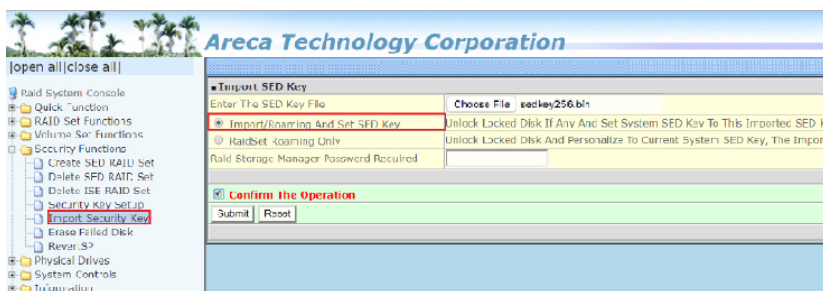 Areca Technology Corporation
|open all|close all|
Raid System Console
Quick Function
RAID Set Functions
Volume Set Functions
Security Functions
Create SED RAID Set
Delete SED RAID Set
Delete ISE RAID Set
Security Key Setup
Import Security Key
Erase Failed Disk
RevertSP
Physical Drives
System Controls
Information
Import SED Key
Enter The SED Key File Choose File sedkey256.bin
Import/Roaming And Set SED Key Unlock Locked Disk If Any And Set System SED Key To This Imported SED K
RaidSet Roaming Only Unlock Locked Disk And Personalize To Current System SED Key, The Impor
Raid Storage Manager Password Required
Confirm The Operation
Submit Reset